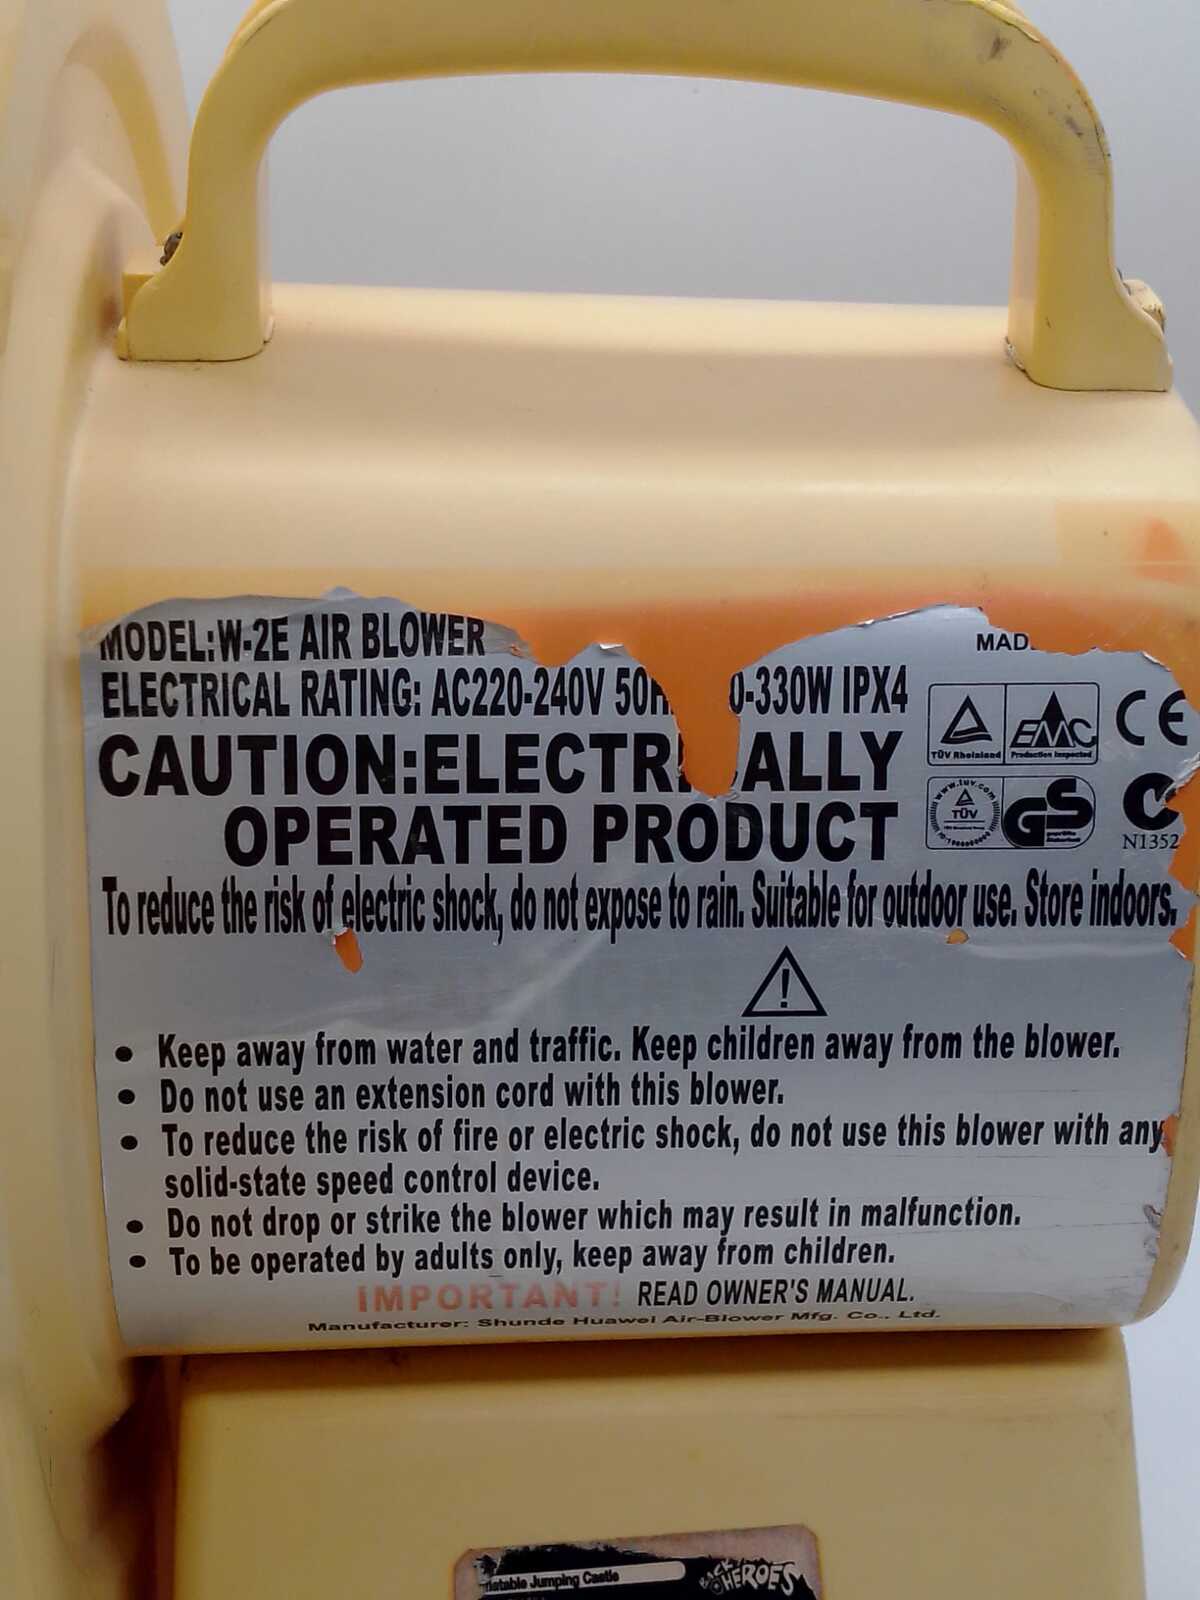 MODEL:W-2E AIR BLOWER
MAD
ELECTRICAL RATING: AC220-240V 50H 0-330W IPX4
TÜV Rheinland
EMC
Production Inspected
CE
CAUTION:ELECTRICALLY
OPERATED PRODUCT
www.tuv.com
TÜV
GS
N1352
To reduce the risk of electric shock, do not expose to rain. Suitable for outdoor use. Store indoors.
!
• Keep away from water and traffic. Keep children away from the blower.
• Do not use an extension cord with this blower.
• To reduce the risk of fire or electric shock, do not use this blower with any
solid-state speed control device.
• Do not drop or strike the blower which may result in malfunction.
• To be operated by adults only, keep away from children.
IMPORTANT! READ OWNER'S MANUAL.
Manufacturer: Shunde Huawei Air-Blower Mfg. Co., Ltd.
Jumping Castle
HEROES